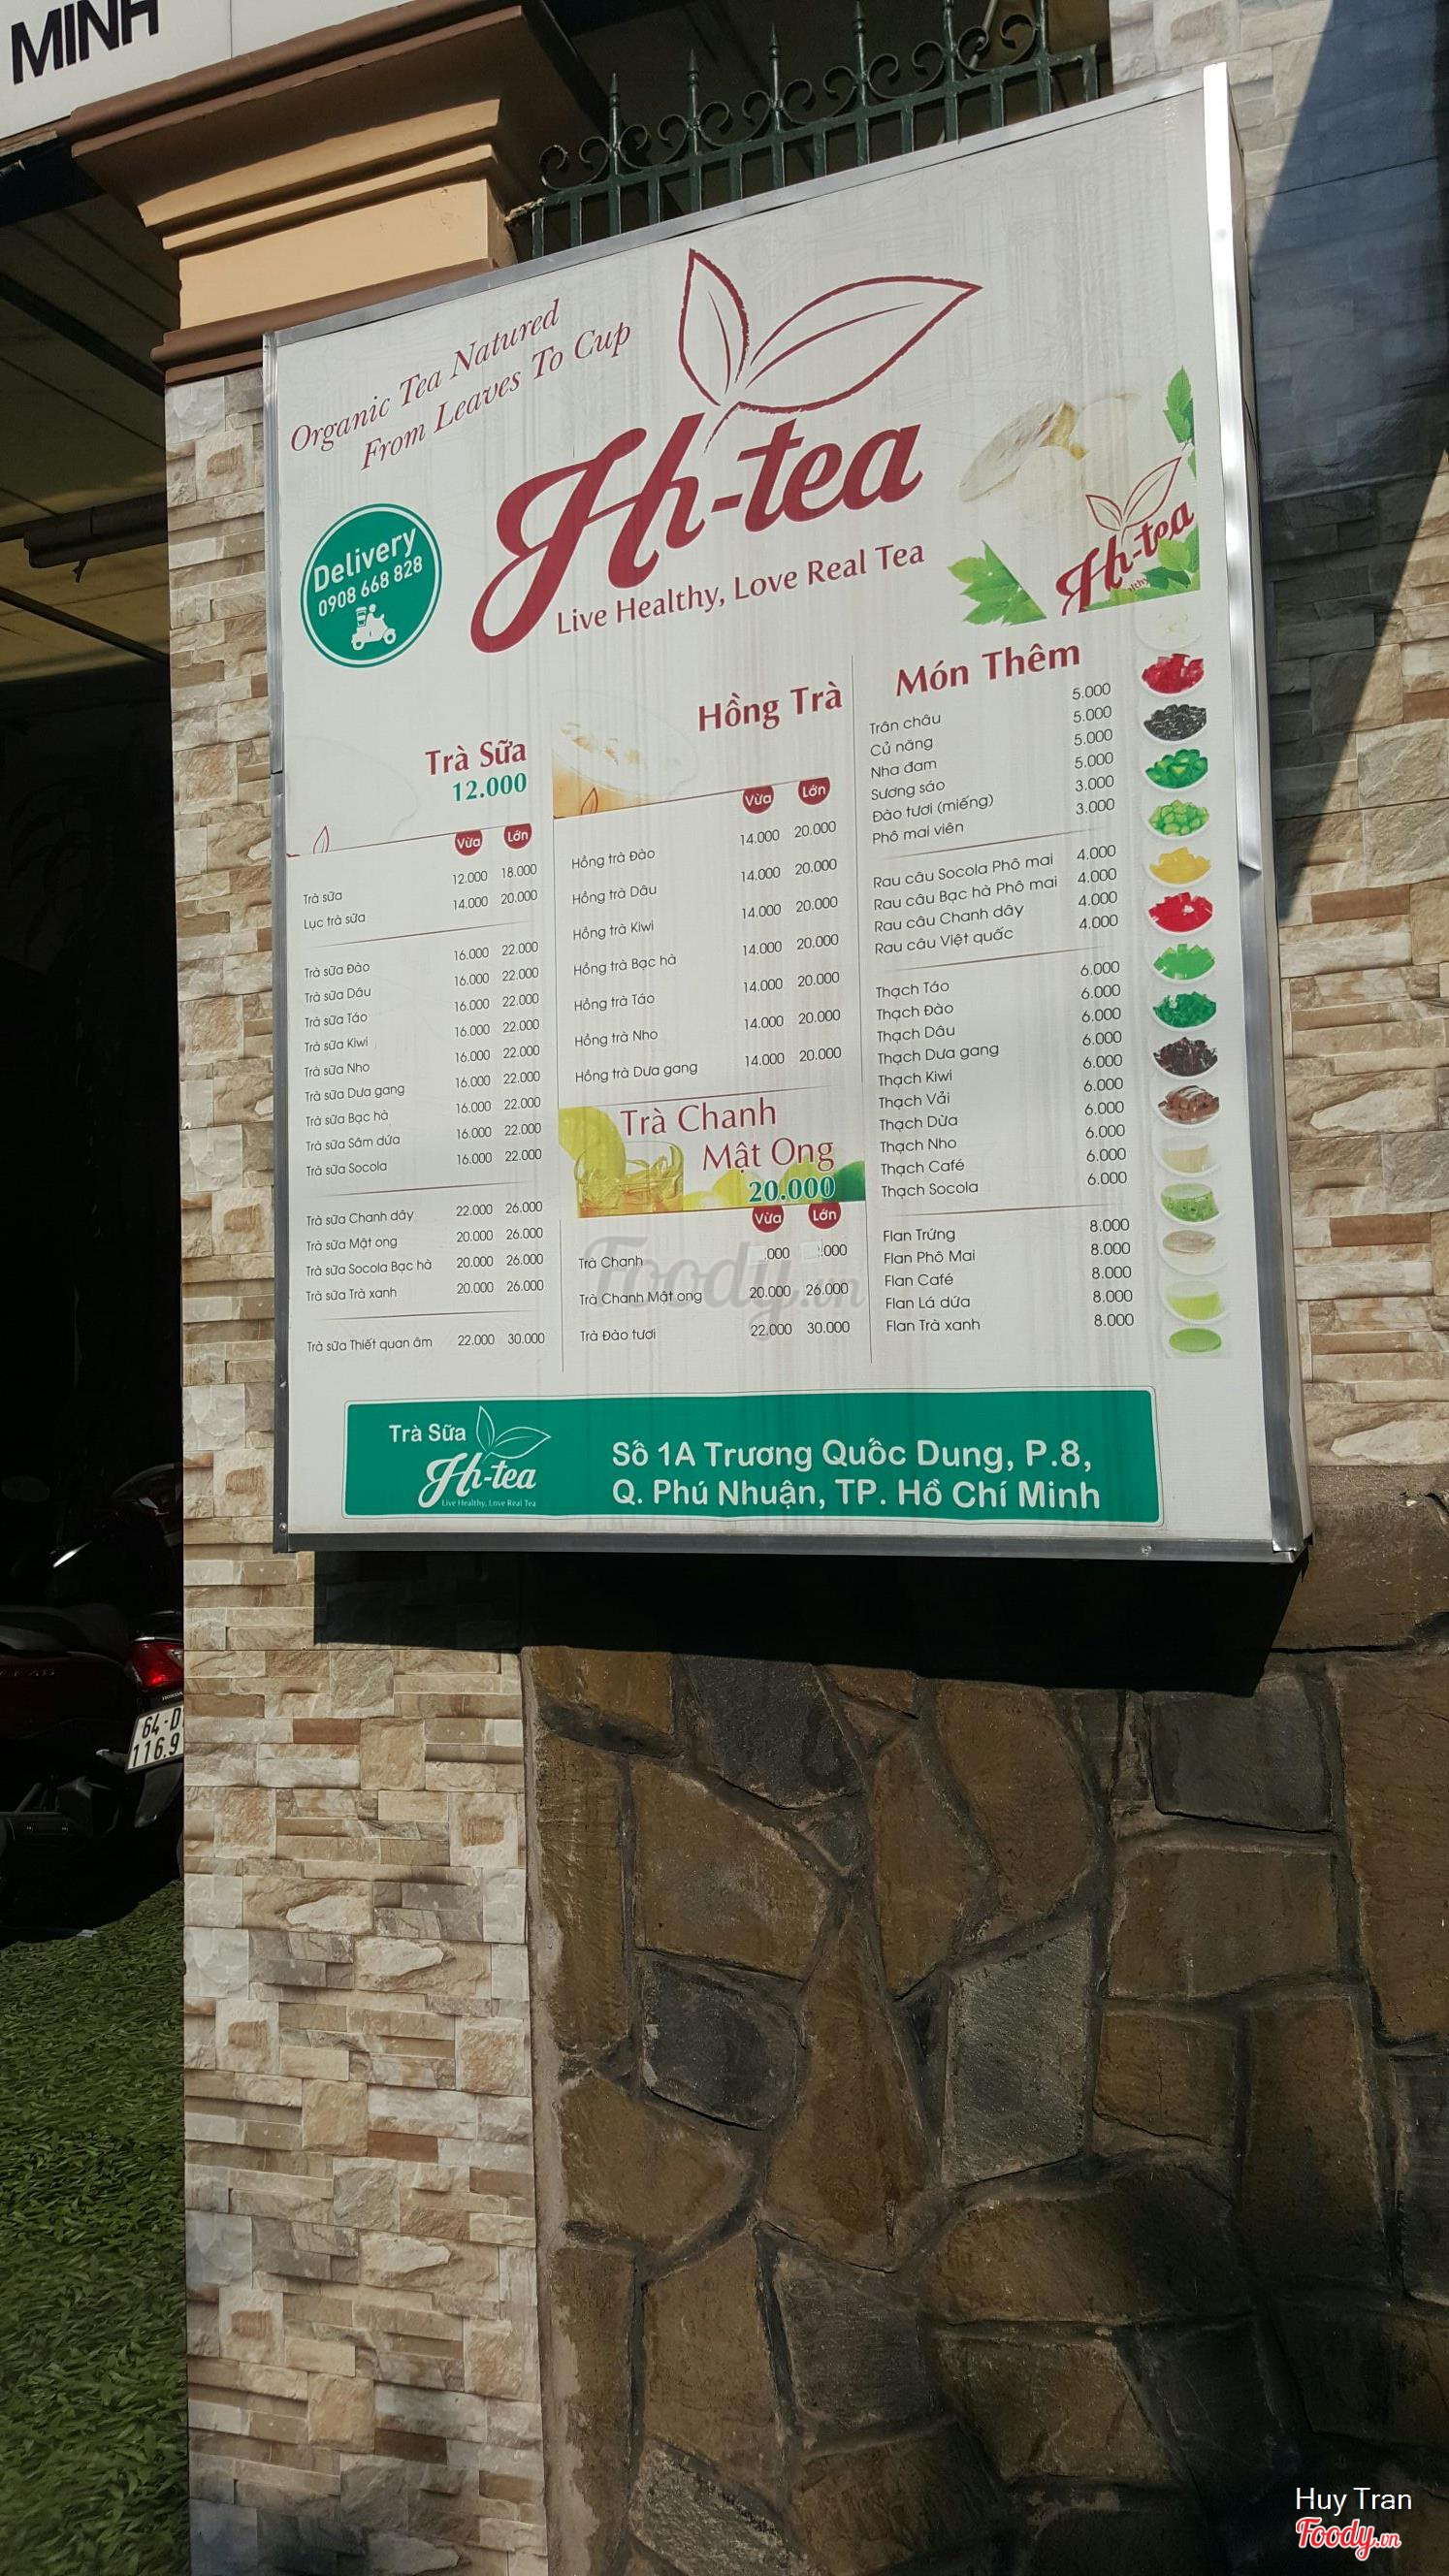 MINH
Organic Tea Natured
From Leaves To Cup
Hh-tea
Live Healthy, Love Real Tea
Delivery
0908 668 828
Hh-tea
Trà Sữa
12.000
Vừa Lớn
Trà sữa 12.000 18.000
Lục trà sữa 14.000 20.000
Trà sữa Đào 16.000 22.000
Trà sữa Dâu 16.000 22.000
Trà sữa Táo 16.000 22.000
Trà sữa Kiwi 16.000 22.000
Trà sữa Nho 16.000 22.000
Trà sữa Dưa gang 16.000 22.000
Trà sữa Bạc hà 16.000 22.000
Trà sữa Sâm dứa 16.000 22.000
Trà sữa Socola 16.000 22.000
Trà sữa Chanh dây 22.000 26.000
Trà sữa Mật ong 20.000 26.000
Trà sữa Socola Bạc hà 20.000 26.000
Trà sữa Trà xanh 20.000 26.000
Trà sữa Thiết quan âm 22.000 30.000
Hồng Trà
Vừa Lớn
Hồng trà Đào 14.000 20.000
Hồng trà Dâu 14.000 20.000
Hồng trà Kiwi 14.000 20.000
Hồng trà Bạc hà 14.000 20.000
Hồng trà Táo 14.000 20.000
Hồng trà Nho 14.000 20.000
Hồng trà Dưa gang 14.000 20.000
Trà Chanh
Mật Ong
20.000
Vừa Lớn
Trà Chanh .000 :000
Trà Chanh Mật ong 20.000 26.000
Trà Đào tươi 22.000 30.000
Món Thêm
Trân châu 5.000
Củ năng 5.000
Nha đam 5.000
Sương sáo 5.000
Đào tươi (miếng) 3.000
Phô mai viên 3.000
Rau câu Socola Phô mai 4.000
Rau câu Bạc hà Phô mai 4.000
Rau câu Chanh dây 4.000
Rau câu Việt quấc 4.000
Thạch Táo 6.000
Thạch Đào 6.000
Thạch Dâu 6.000
Thạch Dưa gang 6.000
Thạch Kiwi 6.000
Thạch Vải 6.000
Thạch Dừa 6.000
Thạch Nho 6.000
Thạch Café 6.000
Thạch Socola 6.000
Flan Trứng 8.000
Flan Phô Mai 8.000
Flan Café 8.000
Flan Lá dứa 8.000
Flan Trà xanh 8.000
Foody.vn
Trà Sữa
Hh-tea
Live Healthy, Love Real Tea
Số 1A Trương Quốc Dung, P.8,
Q. Phú Nhuận, TP. Hồ Chí Minh
HONDA
64-D
116.9
Huy Tran
Foody.vn